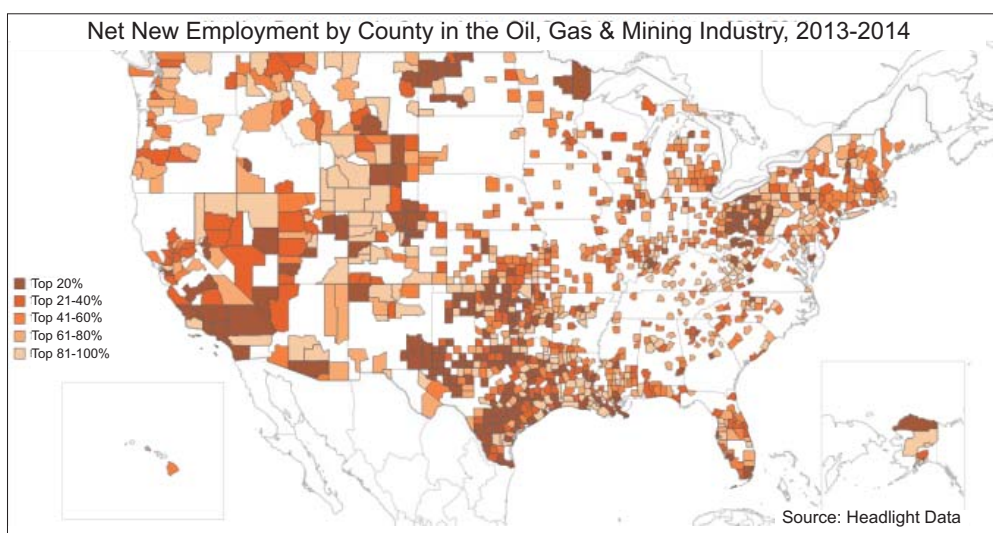 Net New Employment by County in the Oil, Gas & Mining Industry, 2013-2014
Top 20%
Top 21-40%
Top 41-60%
Top 61-80%
Top 81-100%
Source: Headlight Data